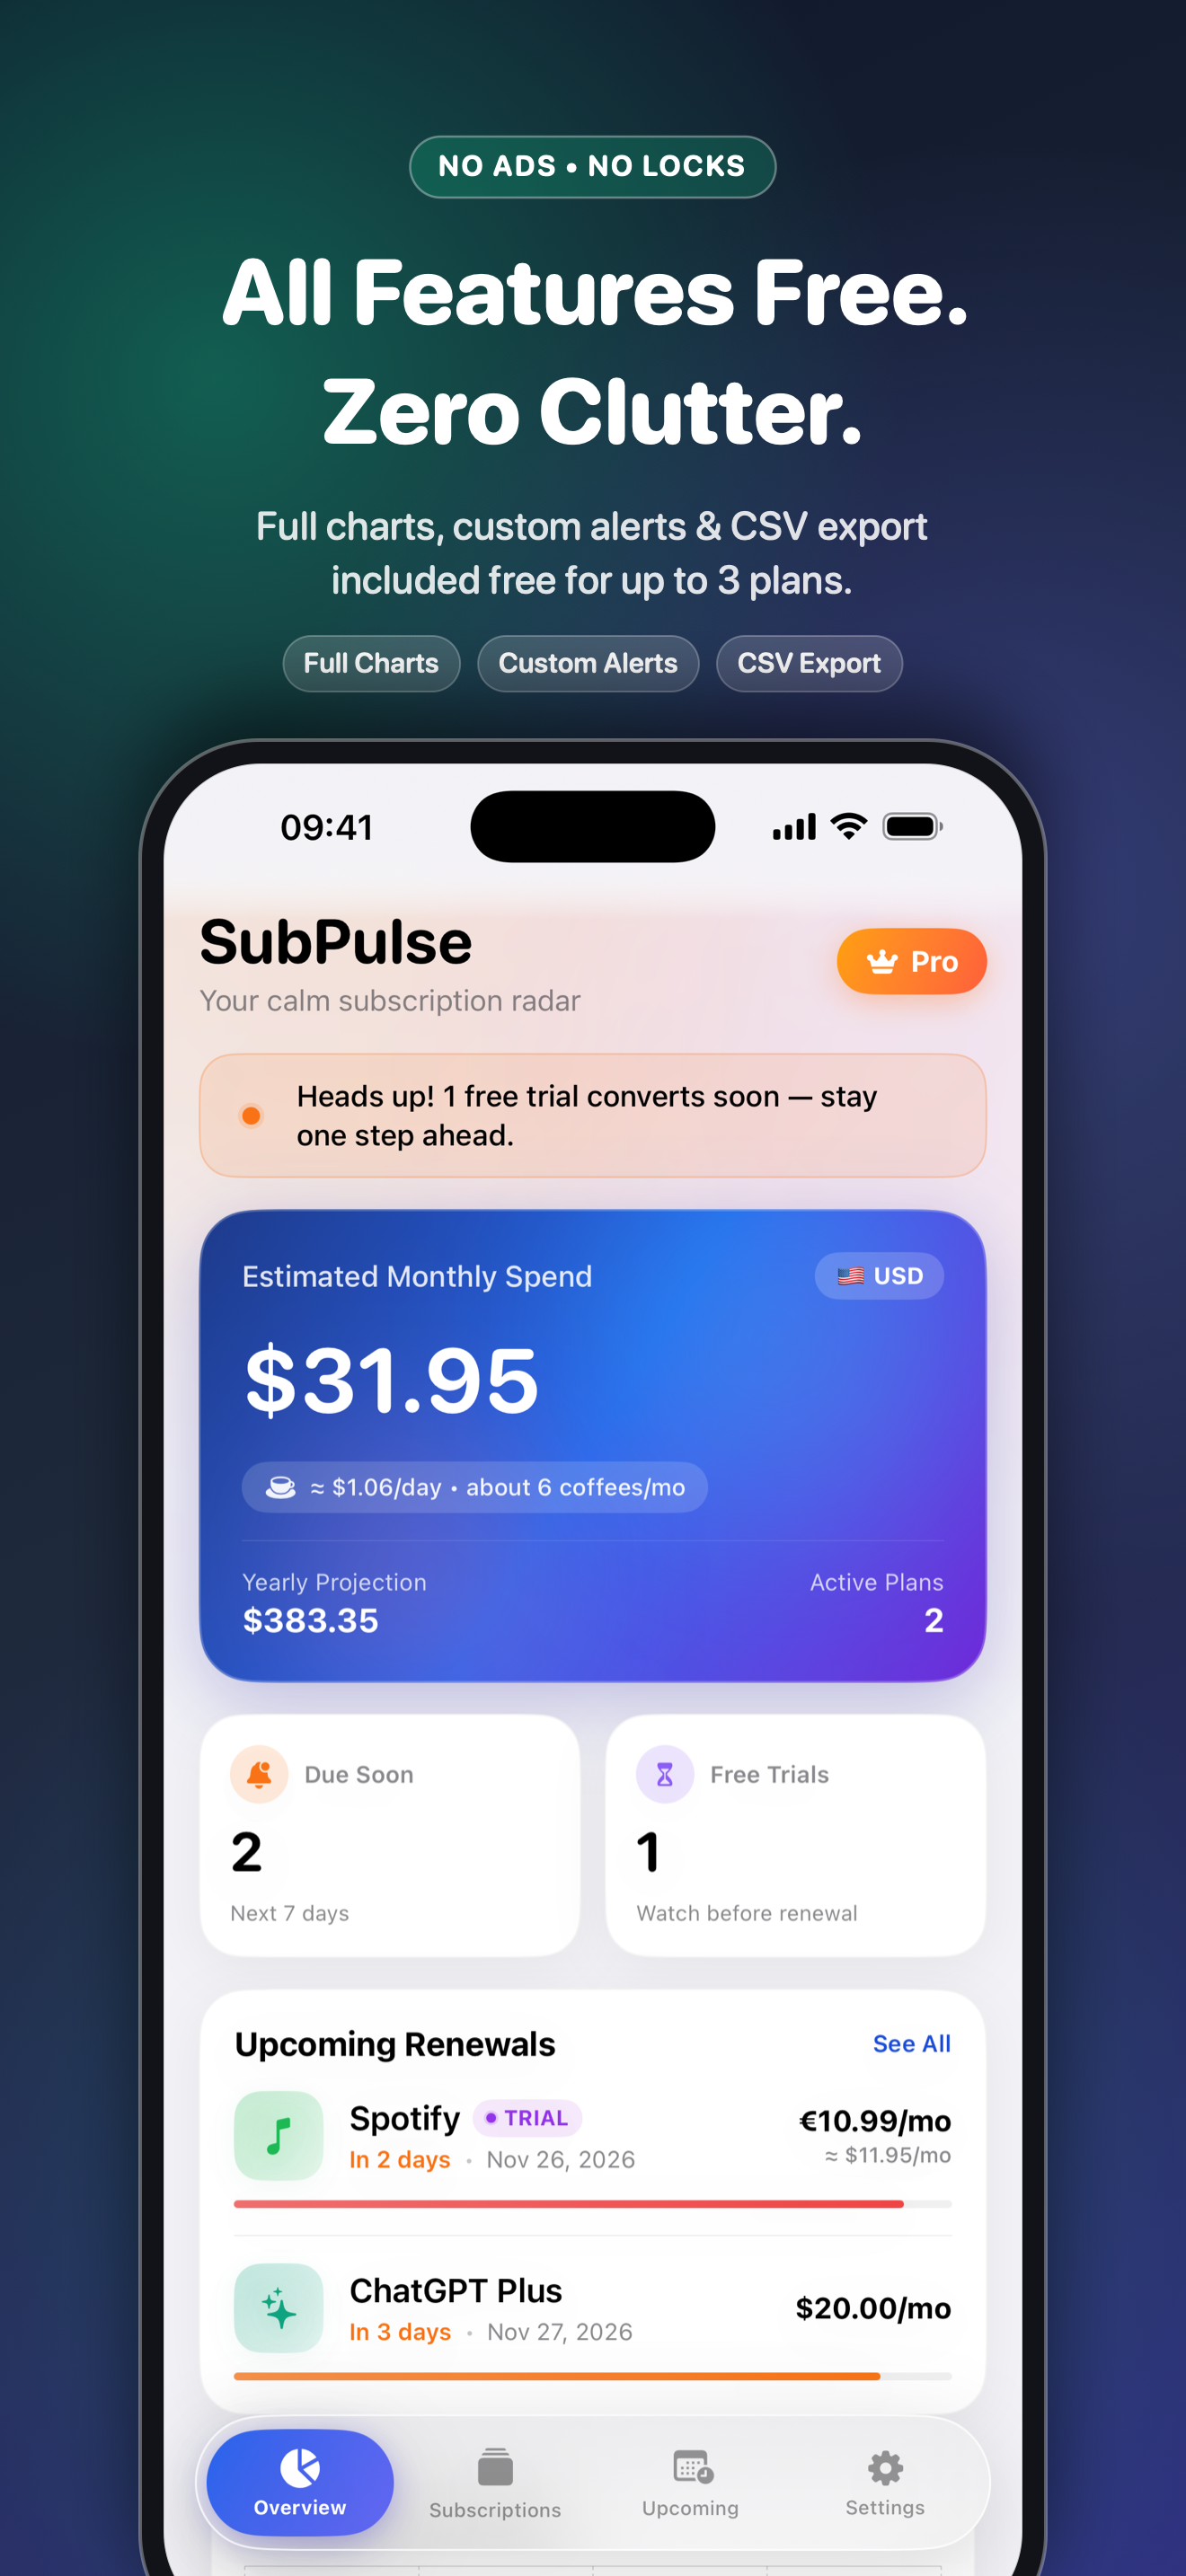 NO ADS • NO LOCKS
All Features Free.
Zero Clutter.
Full charts, custom alerts & CSV export
included free for up to 3 plans.
Full Charts
Custom Alerts
CSV Export
09:41
SubPulse
Pro
Your calm subscription radar
Heads up! 1 free trial converts soon — stay
one step ahead.
Estimated Monthly Spend
USD
$31.95
≈ $1.06/day • about 6 coffees/mo
Yearly Projection
Active Plans
$383.35
2
Due Soon
2
Next 7 days
Free Trials
1
Watch before renewal
Upcoming Renewals
See All
Spotify
• TRIAL
€10.99/mo
In 2 days • Nov 26, 2026
≈ $11.95/mo
ChatGPT Plus
$20.00/mo
In 3 days • Nov 27, 2026
Overview
Subscriptions
Upcoming
Settings